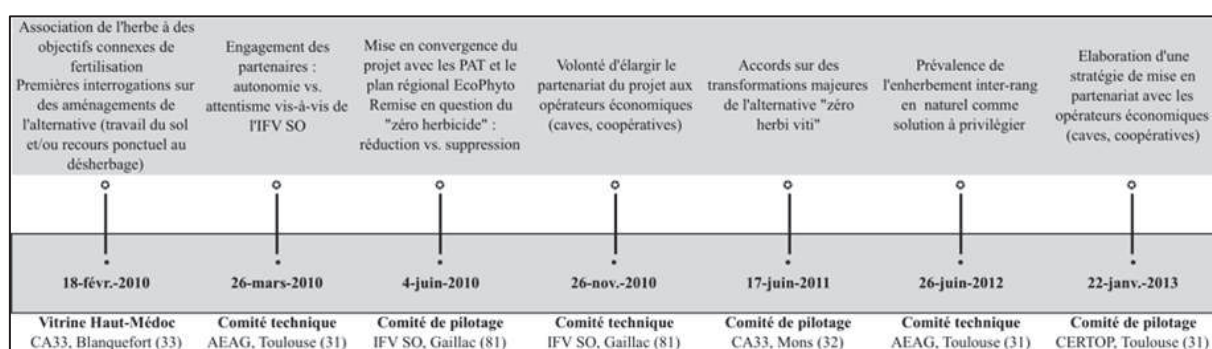 Association de l'herbe à des
objectifs connexes de
fertilisation
Premières interrogations sur
des aménagements de
l'alternative (travail du sol
et/ou recours ponctuel au
désherbage)
Engagement des
partenaires :
autonomie vs.
attentisme vis-à-vis de
l'IFV SO
Mise en convergence du
projet avec les PAT et le
plan régional EcoPhyto
Remise en question du
"zéro herbicide" :
réduction vs. suppression
Volonté d'élargir le
partenariat du projet aux
opérateurs économiques
(caves, coopératives)
Accords sur des
transformations majeures
de l'alternative "zéro
herbi viti"
Prévalence de
l'enherbement inter-rang
en naturel comme
solution à privilégier
Elaboration d'une
stratégie de mise en
partenariat avec les
opérateurs économiques
(caves, coopératives)
18-févr.-2010
26-mars-2010
4-juin-2010
26-nov.-2010
17-juin-2011
26-juin-2012
22-janv.-2013
Vitrine Haut-Médoc
CA33, Blanquefort (33)
Comité technique
AEAG, Toulouse (31)
Comité de pilotage
IFV SO, Gaillac (81)
Comité technique
IFV SO, Gaillac (81)
Comité de pilotage
CA33, Mons (32)
Comité technique
AEAG, Toulouse (31)
Comité de pilotage
CERTOP, Toulouse (31)